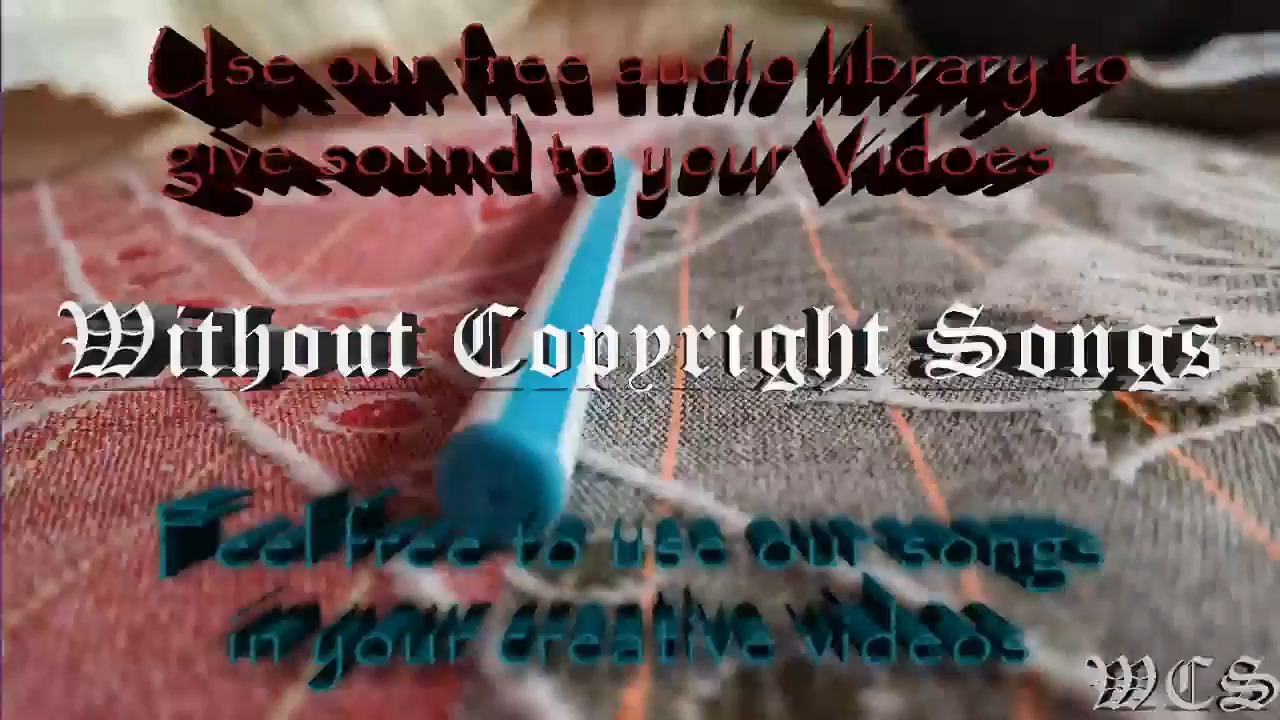 Use our free audio library to
give sound to your Vidoes
Without Copyright Songs
Feel free to use our songs
in your creative videos
WCS